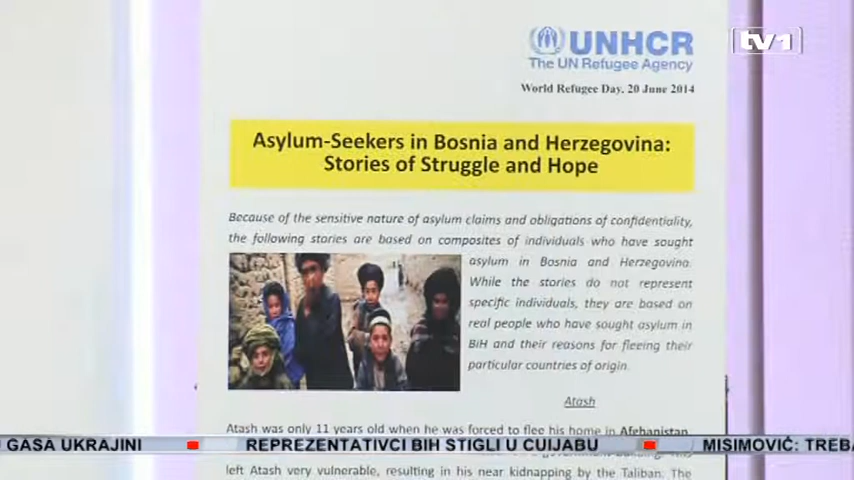 UNHCR
The UN Refugee Agency
tv1
World Refugee Day, 20 June 2014
Asylum-Seekers in Bosnia and Herzegovina:
Stories of Struggle and Hope
Because of the sensitive nature of asylum claims and obligations of confidentiality,
the following stories are based on composites of individuals who have sought
asylum in Bosnia and Herzegovina.
While the stories do not represent
specific individuals, they are based on
real people who have sought asylum in
BiH and their reasons for fleeing their
particular countries of origin.
Atash
Atash was only 11 years old when he was forced to flee his home in Afghanistan.
GASA UKRAJINI
REPREZENTATIVCI BIH STIGLI U CUIJABU
MISIMOVIĆ: TREBA
left Atash very vulnerable, resulting in his near kidnapping by the Taliban. The